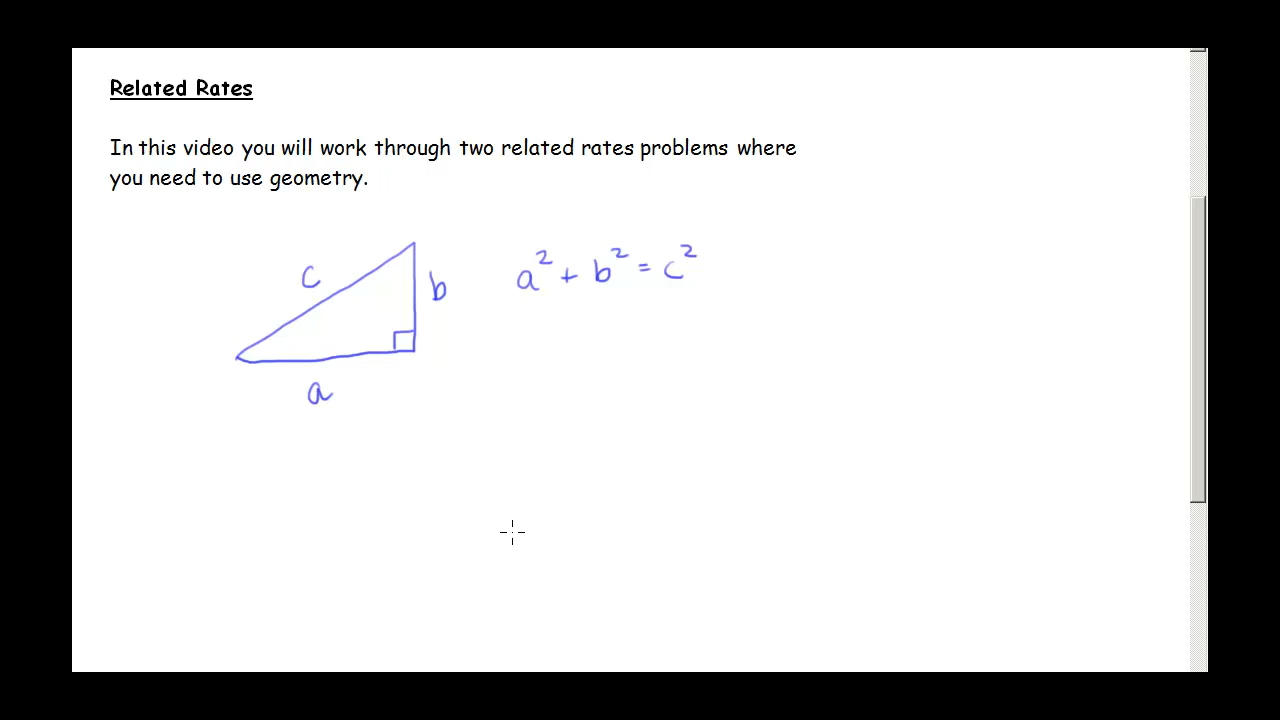 Related Rates
In this video you will work through two related rates problems where
you need to use geometry.
c
b
a² + b² = c²
a